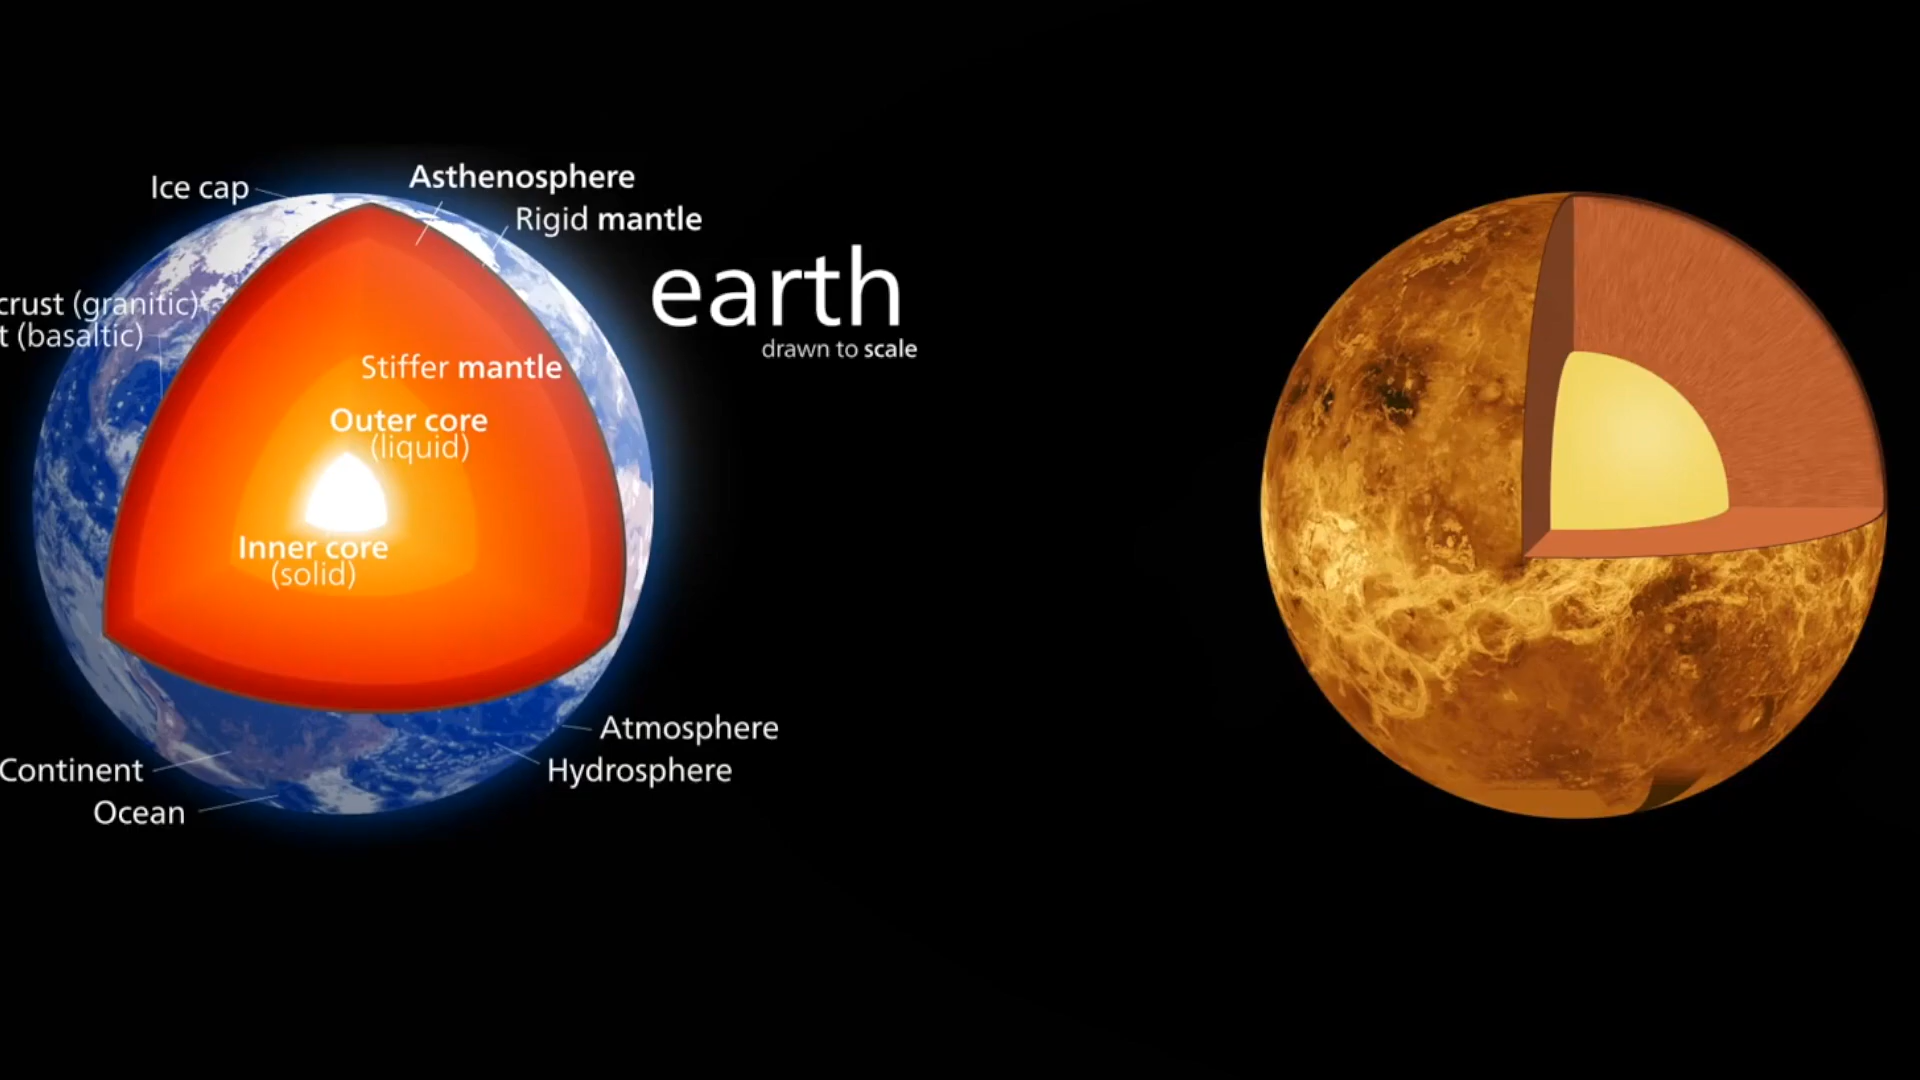 Ice cap
Asthenosphere
Rigid mantle
earth
drawn to scale
crust (granitic)
t (basaltic)
Stiffer mantle
Outer core
(liquid)
Inner core
(solid)
Atmosphere
Hydrosphere
Continent
Ocean